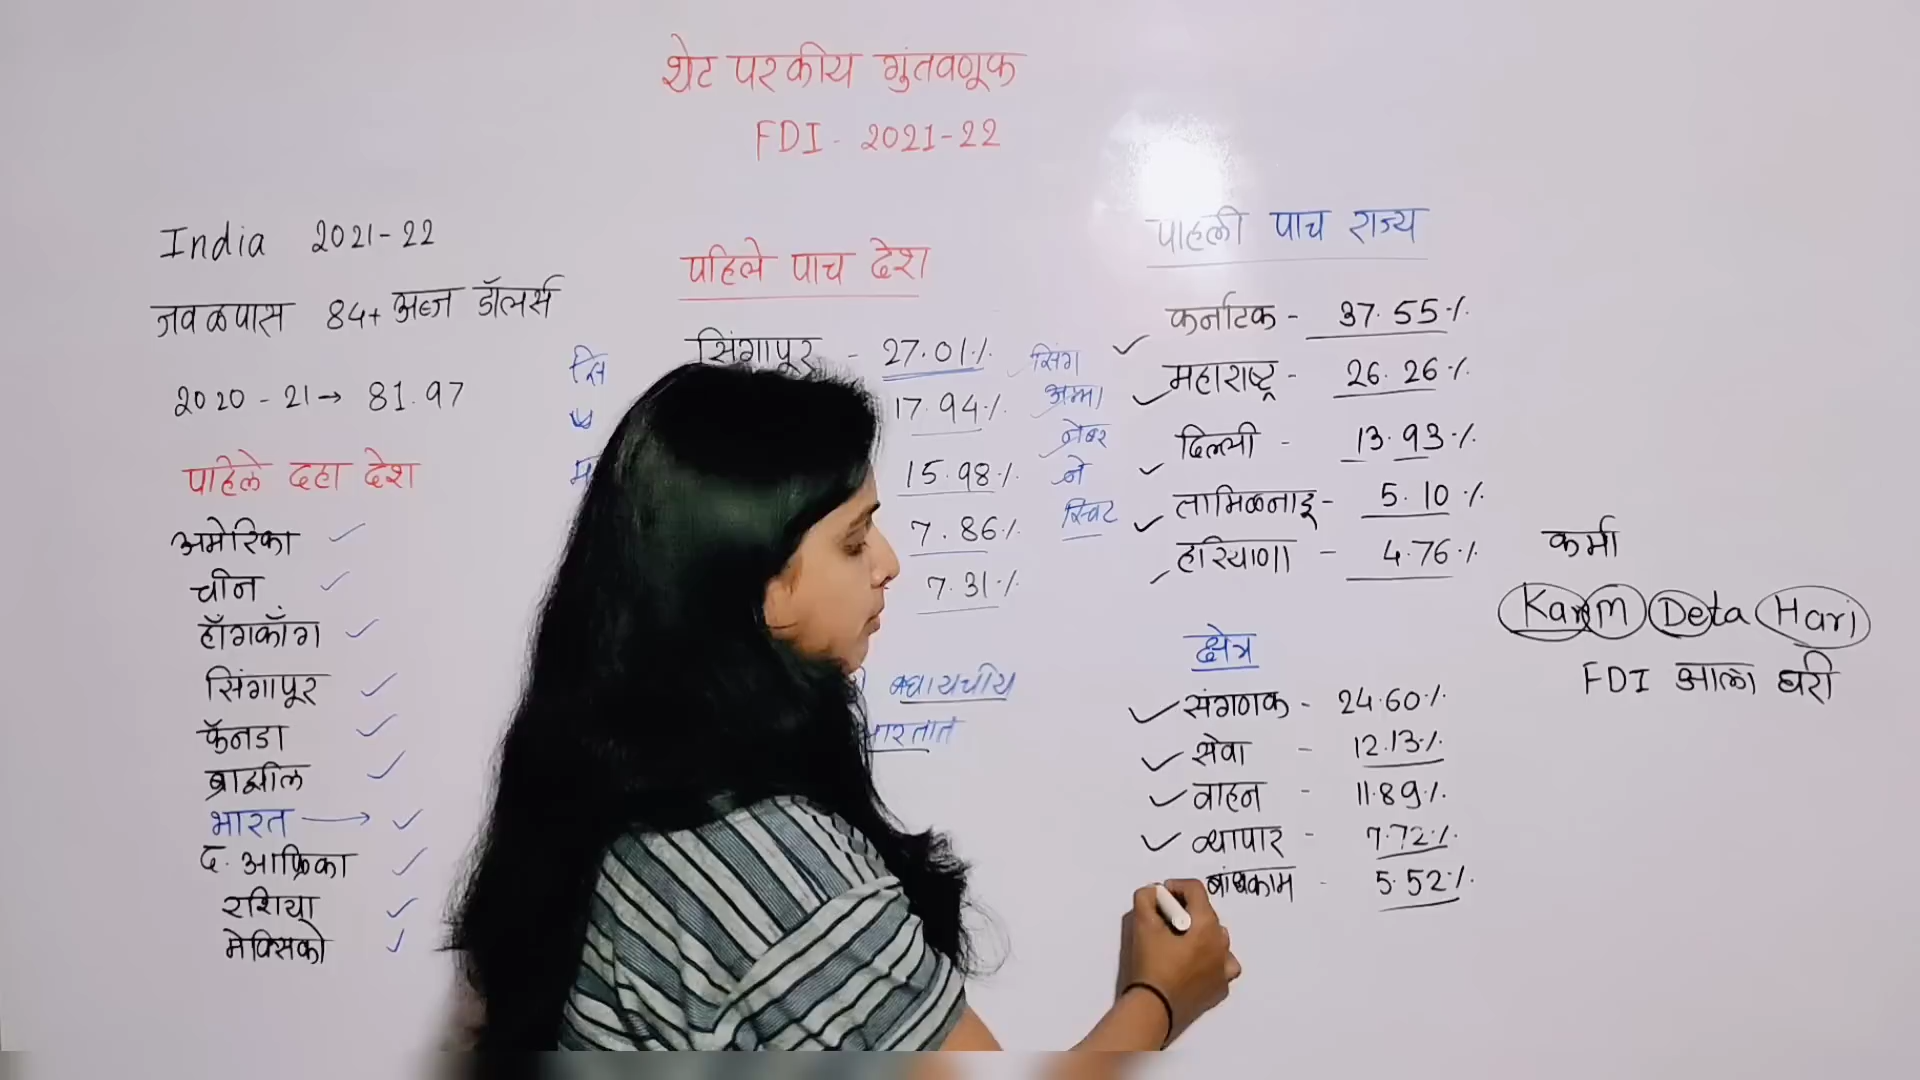 थेट परकीय गुंतवणूक
FDI - 2021-22
India 2021-22
जवळपास 84+ अब्ज डॉलर्स
2020-21→ 81.97
पहिले दहा देश
अमेरिका ✓
चीन ✓
हाँगकाँग ✓
सिंगापूर ✓
कॅनडा ✓
ब्राझील ✓
भारत → ✓
द. आफ्रिका ✓
रशिया ✓
मेक्सिको ✓
पहिले पाच देश
सिंगापूर - 27.01%
17.94%
15.98%
7.86%
7.31%
सि
सिंग
अम्मा
ने
स्विट
भारतात
पाहली पाच राज्य
✓ कर्नाटक - 37.55%
✓ महाराष्ट्र - 26.26%
✓ दिल्ली - 13.93%
✓ तामिळनाडू - 5.10%
✓ हरियाणा - 4.76%
क्षेत्र
✓ संगणक - 24.60%
✓ सेवा - 12.13%
✓ वाहन - 11.89%
✓ व्यापार - 7.72%
बांधकाम - 5.52%
कर्मा
Karm Deta Hari
FDI आला घरी